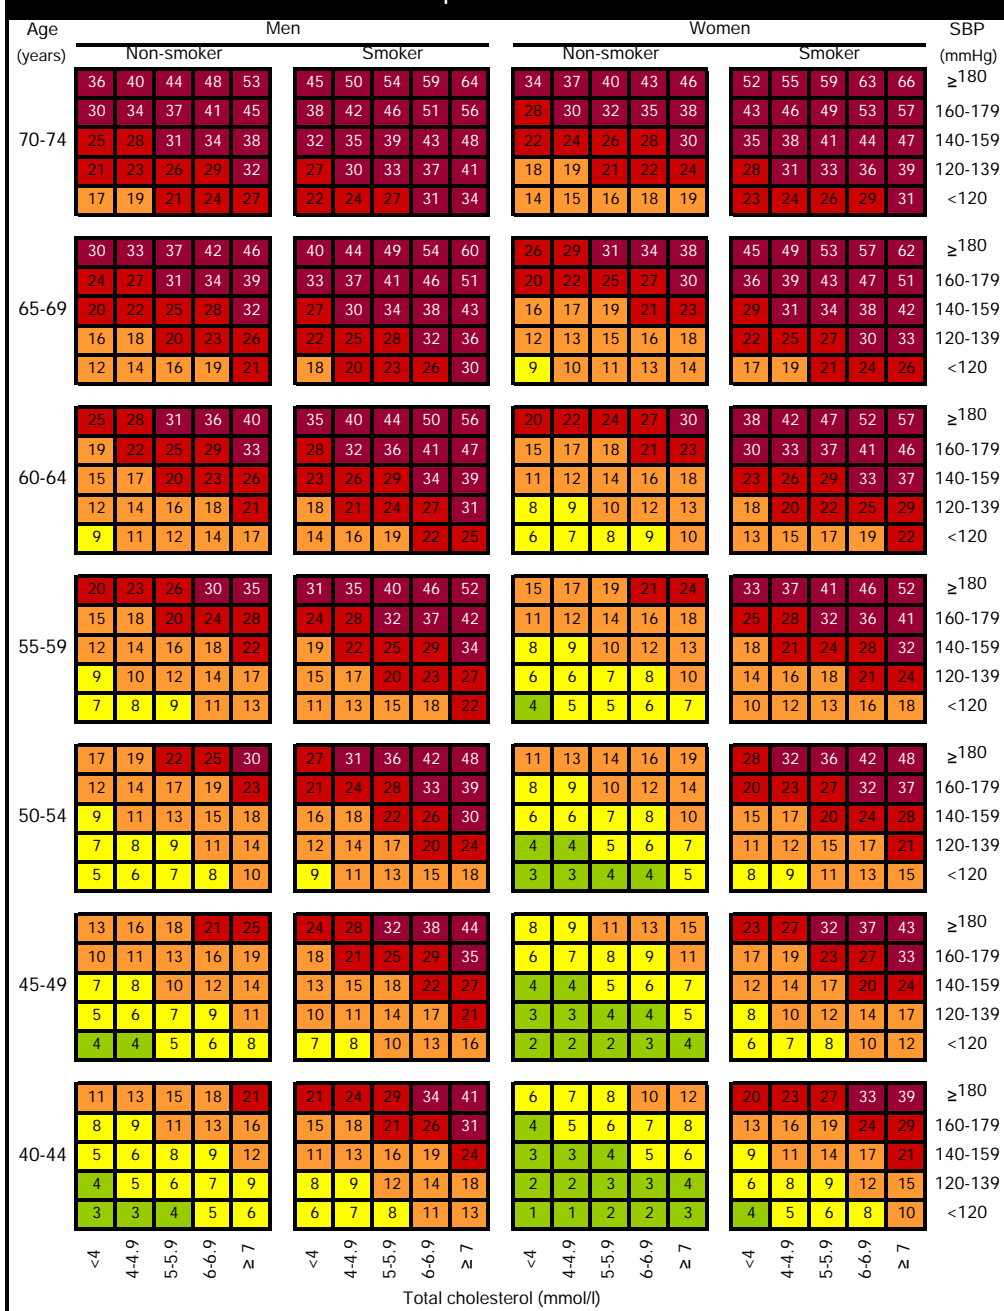 Age Men Women SBP
(years) Non-smoker Smoker Non-smoker Smoker (mmHg)
36 40 44 48 53 45 50 54 59 64 34 37 40 43 46 52 55 59 63 66 ≥180
30 34 37 41 45 38 42 46 51 56 28 30 32 35 38 43 46 49 53 57 160-179
70-74 25 28 31 34 38 32 35 39 43 48 22 24 26 28 30 35 38 41 44 47 140-159
21 23 26 29 32 27 30 33 37 41 18 19 21 22 24 28 31 33 36 39 120-139
17 19 21 24 27 22 24 27 31 34 14 15 16 18 19 23 24 26 29 31 <120
30 33 37 42 46 40 44 49 54 60 26 29 31 34 38 45 49 53 57 62 ≥180
24 27 31 34 39 33 37 41 46 51 20 22 25 27 30 36 39 43 47 51 160-179
65-69 20 22 25 28 32 27 30 34 38 43 16 17 19 21 23 29 31 34 38 42 140-159
16 18 20 23 26 22 25 28 32 36 12 13 15 16 18 22 25 27 30 33 120-139
12 14 16 19 21 18 20 23 26 30 9 10 11 13 14 17 19 21 24 26 <120
25 28 31 36 40 35 40 44 50 56 20 22 24 27 30 38 42 47 52 57 ≥180
19 22 25 29 33 28 32 36 41 47 15 17 18 21 23 30 33 37 41 46 160-179
60-64 15 17 20 23 26 23 26 29 34 39 11 12 14 16 18 23 26 29 33 37 140-159
12 14 16 18 21 18 21 24 27 31 8 9 10 12 13 18 20 22 25 29 120-139
9 11 12 14 17 14 16 19 22 25 6 7 8 9 10 13 15 17 19 22 <120
20 23 26 30 35 31 35 40 46 52 15 17 19 21 24 33 37 41 46 52 ≥180
15 18 20 24 28 24 28 32 37 42 11 12 14 16 18 25 28 32 36 41 160-179
55-59 12 14 16 18 22 19 22 25 29 34 8 9 10 12 13 18 21 24 28 32 140-159
9 10 12 14 17 15 17 20 23 27 6 6 7 8 10 14 16 18 21 24 120-139
7 8 9 11 13 11 13 15 18 22 4 5 5 6 7 10 12 13 16 18 <120
17 19 22 25 30 27 31 36 42 48 11 13 14 16 19 28 32 36 42 48 ≥180
12 14 17 19 23 21 24 28 33 39 8 9 10 12 14 20 23 27 32 37 160-179
50-54 9 11 13 15 18 16 18 22 26 30 6 6 7 8 10 15 17 20 24 28 140-159
7 8 9 11 14 12 14 17 20 24 4 4 5 6 7 11 12 15 17 21 120-139
5 6 7 8 10 9 11 13 15 18 3 3 4 4 5 8 9 11 13 15 <120
13 16 18 21 25 24 28 32 38 44 8 9 11 13 15 23 27 32 37 43 ≥180
10 11 13 16 19 18 21 25 29 35 6 7 8 9 11 17 19 23 27 33 160-179
45-49 7 8 10 12 14 13 15 18 22 27 4 4 5 6 7 12 14 17 20 24 140-159
5 6 7 9 11 10 11 14 17 21 3 3 4 4 5 8 10 12 14 17 120-139
4 4 5 6 8 7 8 10 13 16 2 2 2 3 4 6 7 8 10 12 <120
11 13 15 18 21 21 24 29 34 41 6 7 8 10 12 20 23 27 33 39 ≥180
8 9 11 13 16 15 18 21 26 31 4 5 6 7 8 13 16 19 24 29 160-179
40-44 5 6 8 9 12 11 13 16 19 24 3 3 4 5 6 9 11 14 17 21 140-159
4 5 6 7 9 8 9 12 14 18 2 2 3 3 4 6 8 9 12 15 120-139
3 3 4 5 6 6 7 8 11 13 1 1 2 2 3 4 5 6 8 10 <120
<4 4-4.9 5-5.9 6-6.9 ≥ 7 <4 4-4.9 5-5.9 6-6.9 ≥ 7 <4 4-4.9 5-5.9 6-6.9 ≥ 7 <4 4-4.9 5-5.9 6-6.9 ≥ 7
Total cholesterol (mmol/l)